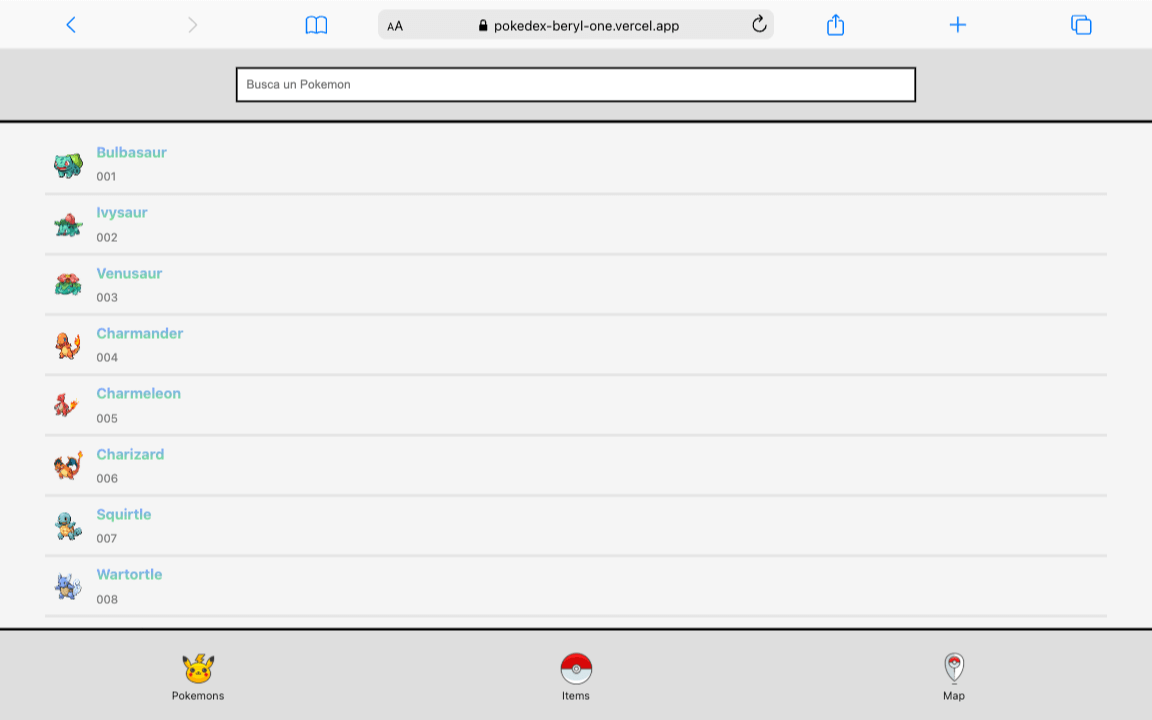 AA pokedex-beryl-one.vercel.app
Busca un Pokemon
Bulbasaur
001
Ivysaur
002
Venusaur
003
Charmander
004
Charmeleon
005
Charizard
006
Squirtle
007
Wartortle
008
Pokemons Items Map